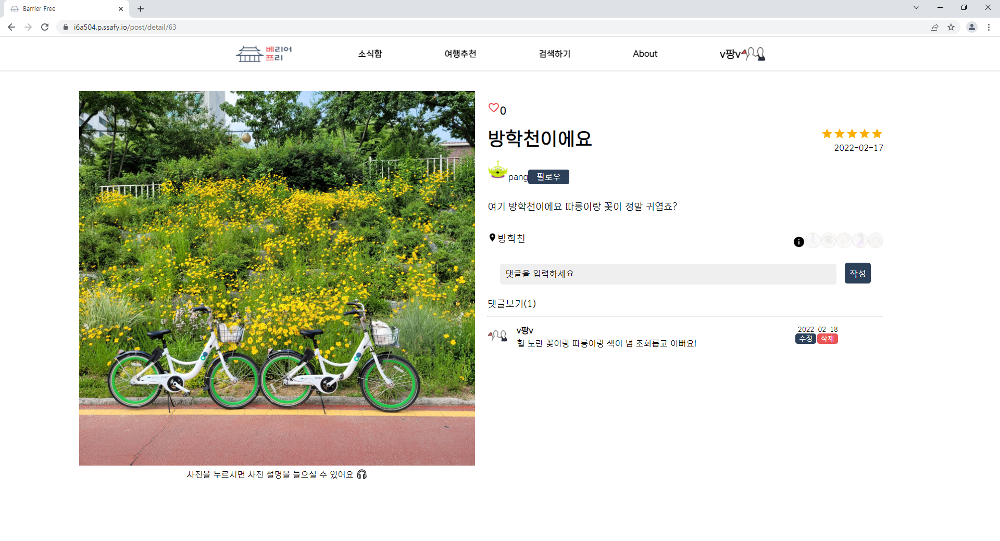 Barrier Free
i6a504.p.ssafy.io/post/detail/63
베리어
프리
소식함
여행추천
검색하기
About
v팡v
0
방학천이에요
2022-02-17
pang
팔로우
여기 방학천이에요 따릉이랑 꽃이 정말 귀엽죠?
방학천
댓글을 입력하세요
작성
댓글보기(1)
v팡v
2022-02-18
수정 삭제
헐 노란 꽃이랑 따릉이랑 색이 넘 조화롭고 이뻐요!
사진을 누르시면 사진 설명을 들으실 수 있어요